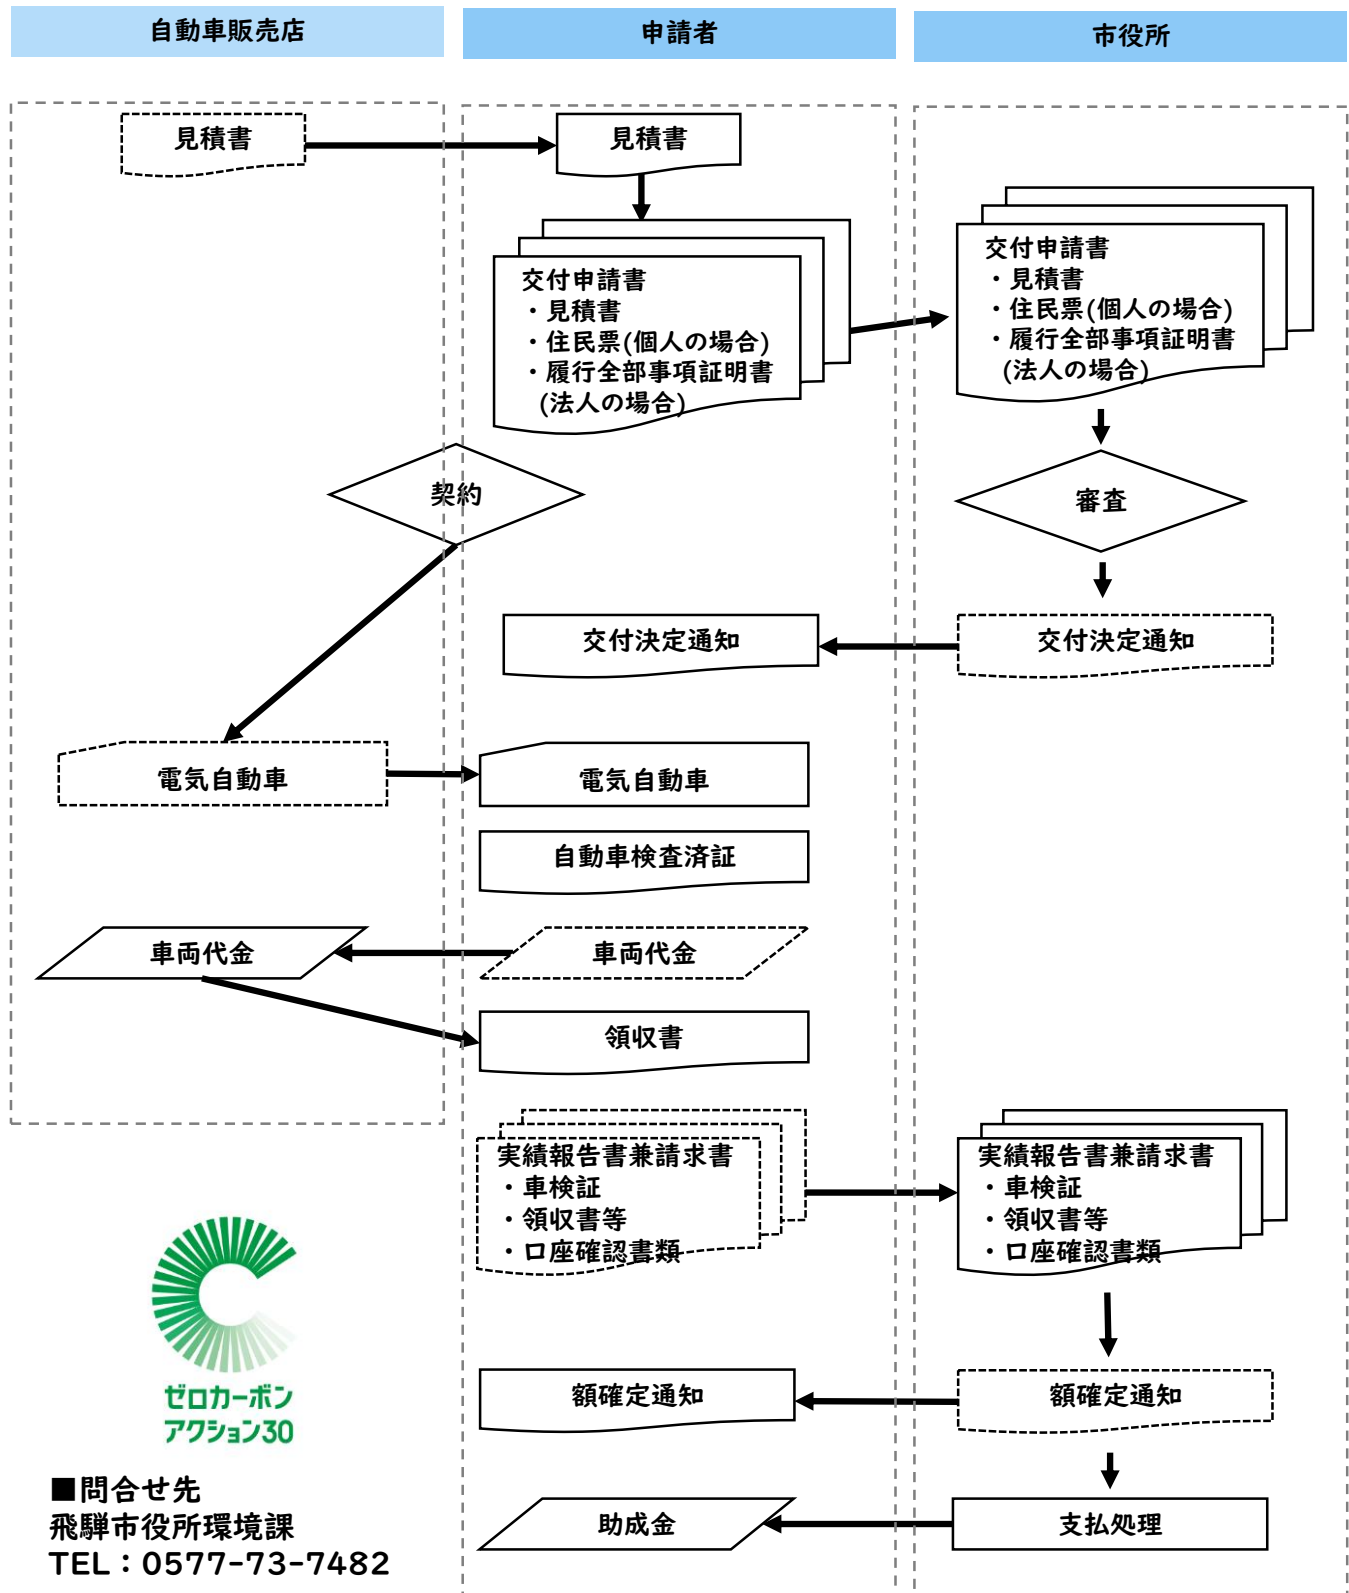 自動車販売店
申請者
市役所
見積書
見積書
交付申請書
・見積書
・住民票(個人の場合)
・履行全部事項証明書
(法人の場合)
交付申請書
・見積書
・住民票(個人の場合)
・履行全部事項証明書
(法人の場合)
契約
審査
交付決定通知
交付決定通知
電気自動車
電気自動車
自動車検査済証
車両代金
車両代金
領収書
実績報告書兼請求書
・車検証
・領収書等
・口座確認書類
実績報告書兼請求書
・車検証
・領収書等
・口座確認書類
ゼロカーボン
アクション30
額確定通知
額確定通知
助成金
支払処理
■問合せ先
飛騨市役所環境課
TEL：0577-73-7482